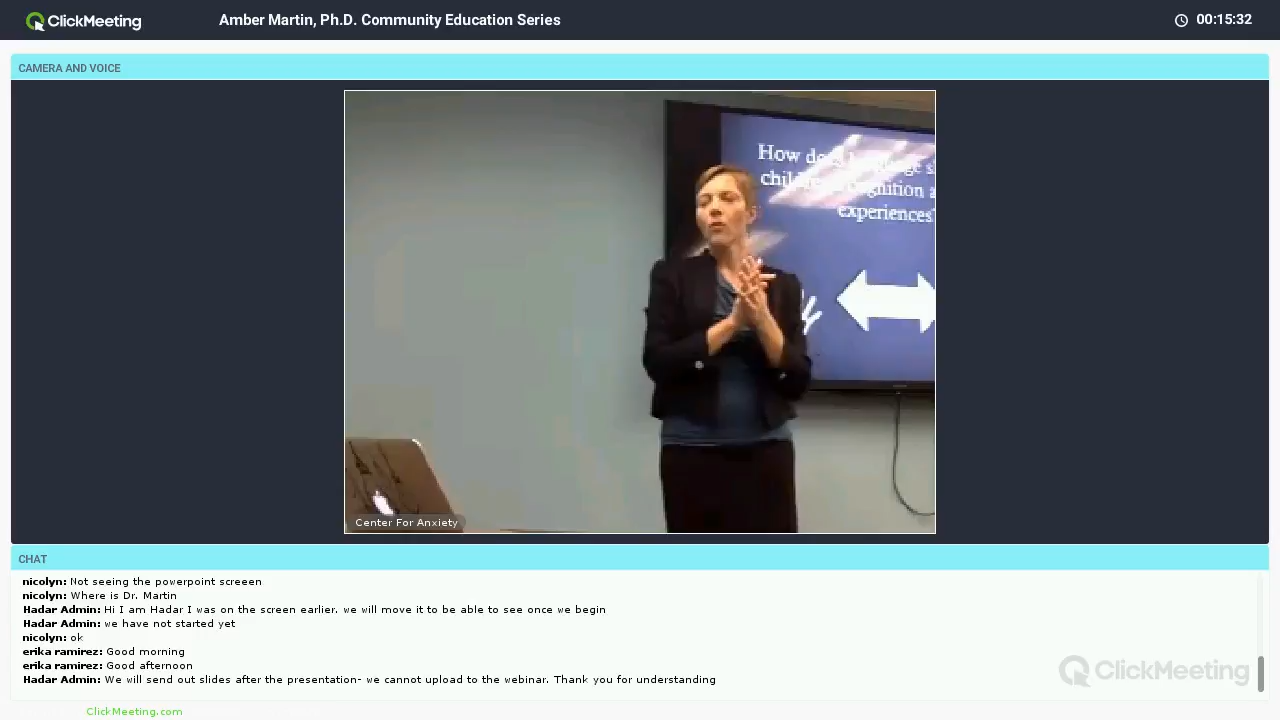 ClickMeeting
Amber Martin, Ph.D. Community Education Series
00:15:32
CAMERA AND VOICE
How
cognition
experiences
Center For Anxiety
CHAT
nicolyn: Not seeing the powerpoint screeen
nicolyn: Where is Dr. Martin
Hadar Admin: Hi I am Hadar I was on the screen earlier. we will move it to be able to see once we begin
Hadar Admin: we have not started yet
nicolyn: ok
erika ramirez: Good morning
erika ramirez: Good afternoon
Hadar Admin: We will send out slides after the presentation- we cannot upload to the webinar. Thank you for understanding
ClickMeeting
ClickMeeting.com